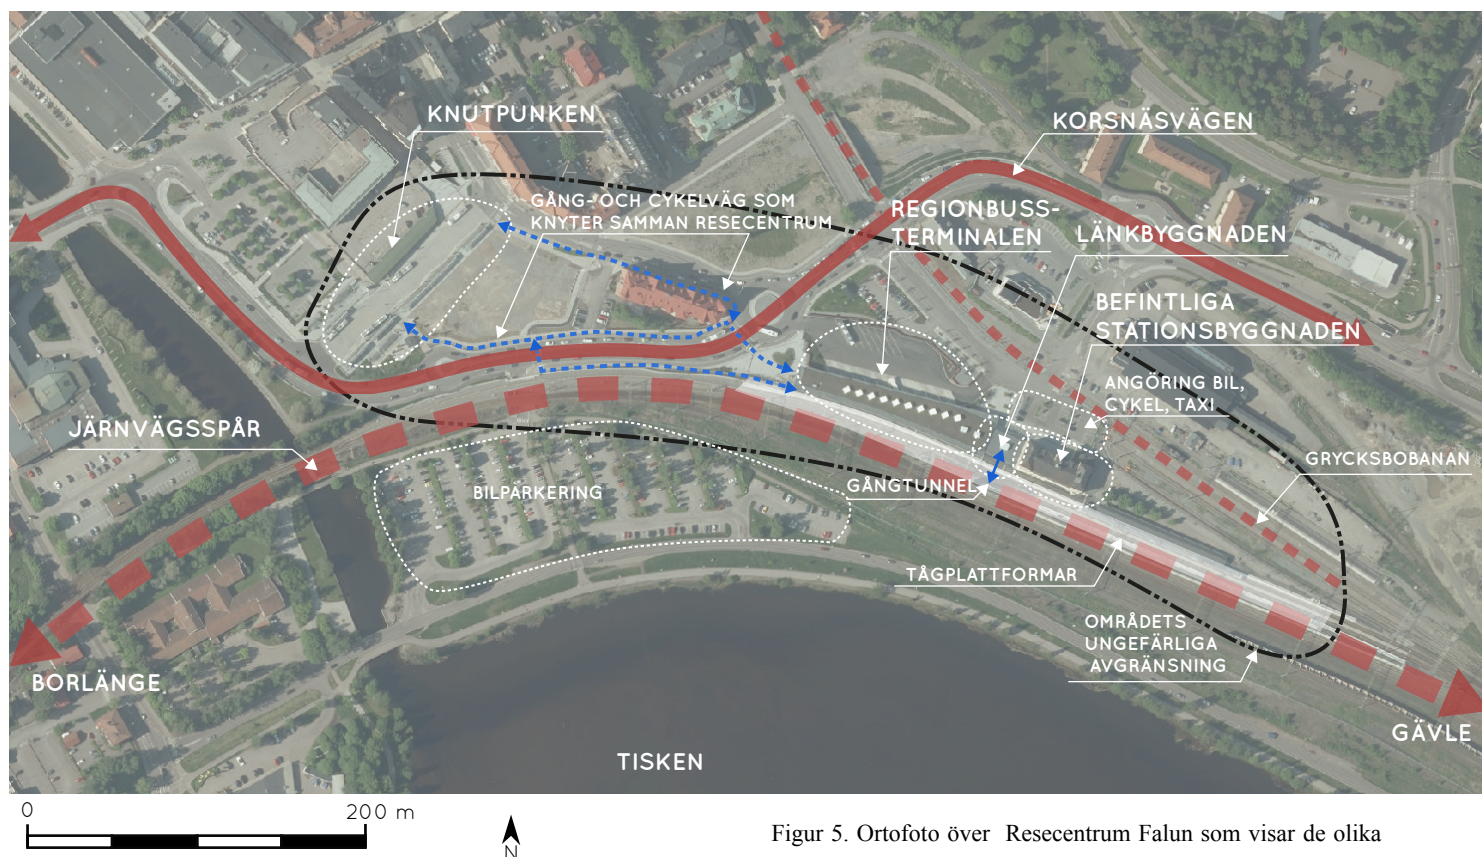 KNUTPUNKEN
KORSNÄSVÄGEN
GÅNG- OCH CYKELVÄG SOM
KNYTER SAMMAN RESECENTRUM
REGIONBUSS-
TERMINALEN
LÄNKBYGGNADEN
BEFINTLIGA
STATIONSBYGGNADEN
ANGÖRING BIL,
CYKEL, TAXI
JÄRNVÄGSSPÅR
GRYCKSBOBANAN
BILPARKERING
GÅNGTUNNEL
TÅGPLATTFORMAR
OMRÅDETS
UNGEFÄRLIGA
AVGRÄNSNING
BORLÄNGE
GÄVLE
TISKEN
0 200 m
N
Figur 5. Ortofoto över Resecentrum Falun som visar de olika